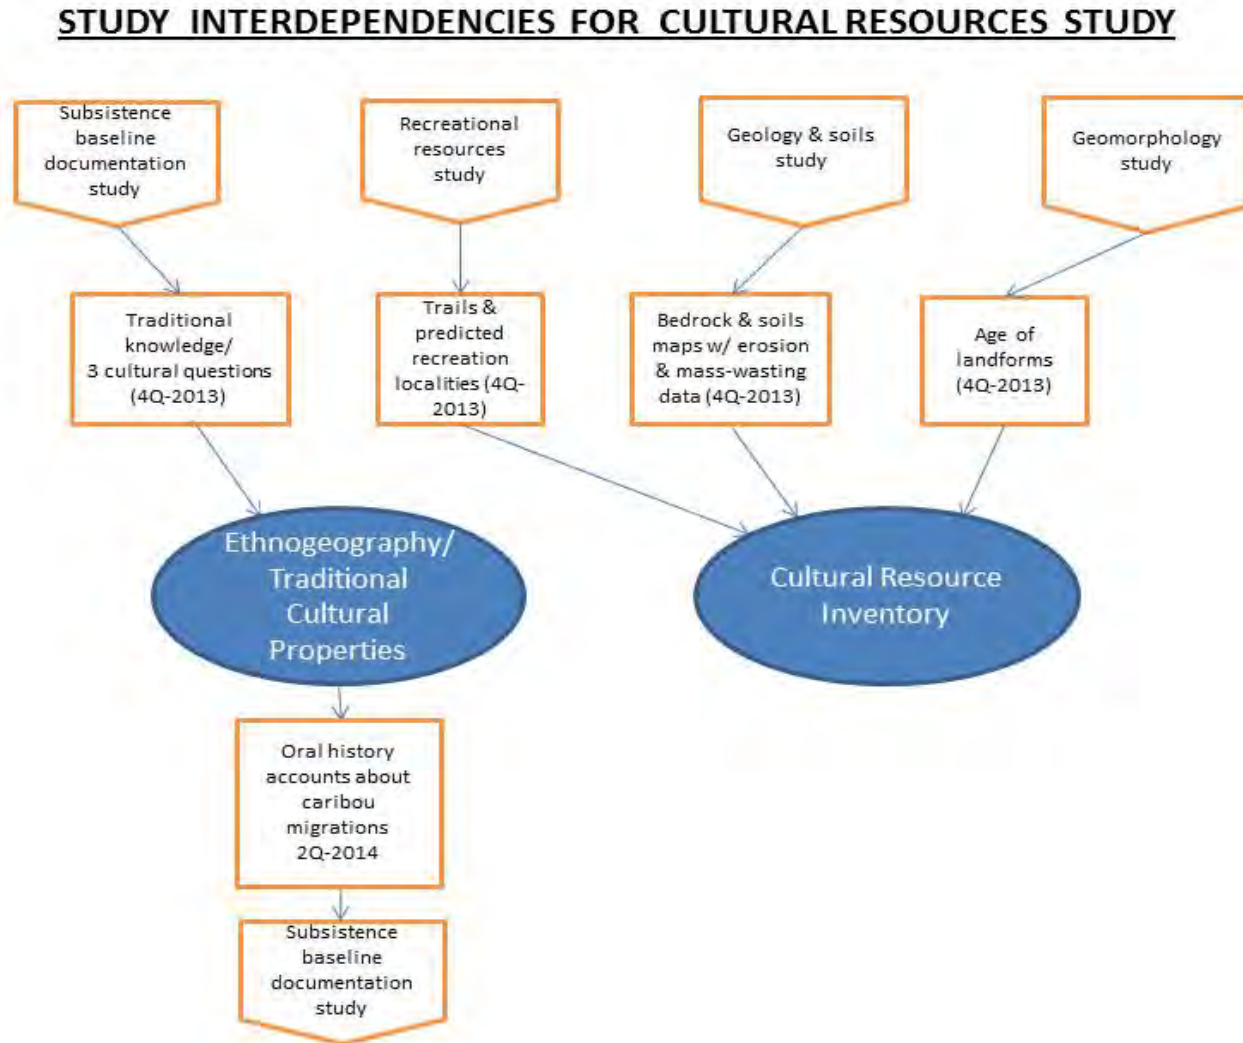 STUDY INTERDEPENDENCIES FOR CULTURAL RESOURCES STUDY
Subsistence
baseline
documentation
study
Recreational
resources
study
Geology & soils
study
Geomorphology
study
Traditional
knowledge/
3 cultural questions
(4Q-2013)
Trails &
predicted
recreation
localities (4Q-
2013)
Bedrock & soils
maps w/ erosion
& mass-wasting
data (4Q-2013)
Age of
landforms
(4Q-2013)
Ethnogeography/
Traditional
Cultural
Properties
Cultural Resource
Inventory
Oral history
accounts about
caribou
migrations
2Q-2014
Subsistence
baseline
documentation
study